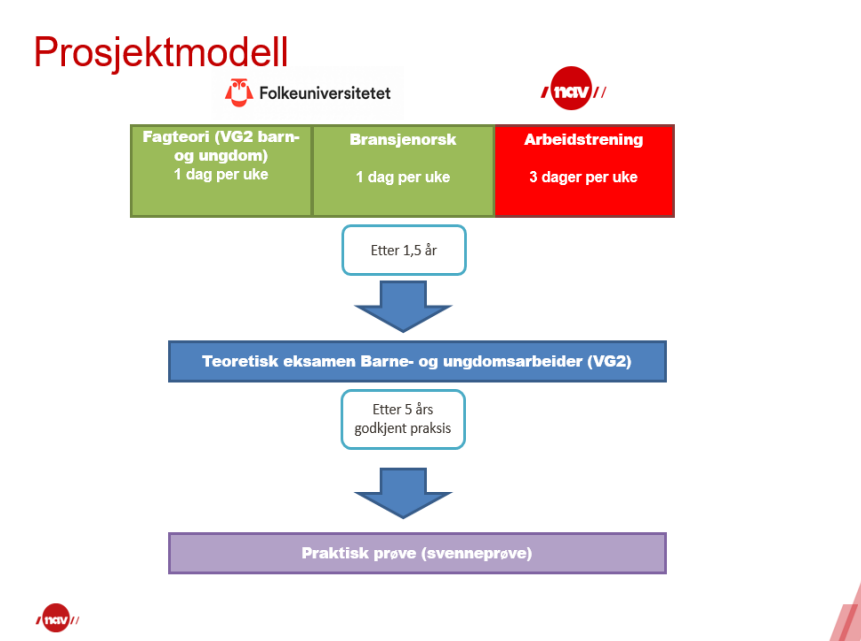 Prosjektmodell
Folkeuniversitetet
nav
Fagteori (VG2 barn-
og ungdom)
1 dag per uke
Bransjenorsk
1 dag per uke
Arbeidstrening
3 dager per uke
Etter 1,5 år
Teoretisk eksamen Barne- og ungdomsarbeider (VG2)
Etter 5 års
godkjent praksis
Praktisk prøve (svenneprøve)
nav